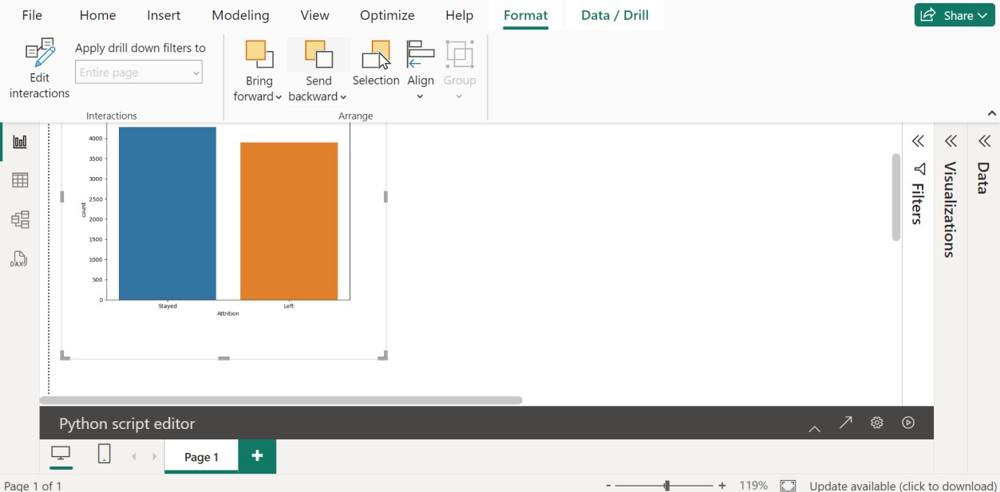 File Home Insert Modeling View Optimize Help Format Data / Drill Share
Edit
interactions
Apply drill down filters to
Entire page
Bring
forward
Send
backward
Selection
Align
Group
Interactions
Arrange
4000
3500
3000
2500
2000
1500
1000
500
0
count
Stayed Left
Attrition
DAX
Filters
Visualizations
Data
Python script editor
Page 1
+
Page 1 of 1
- + 119% Update available (click to download)